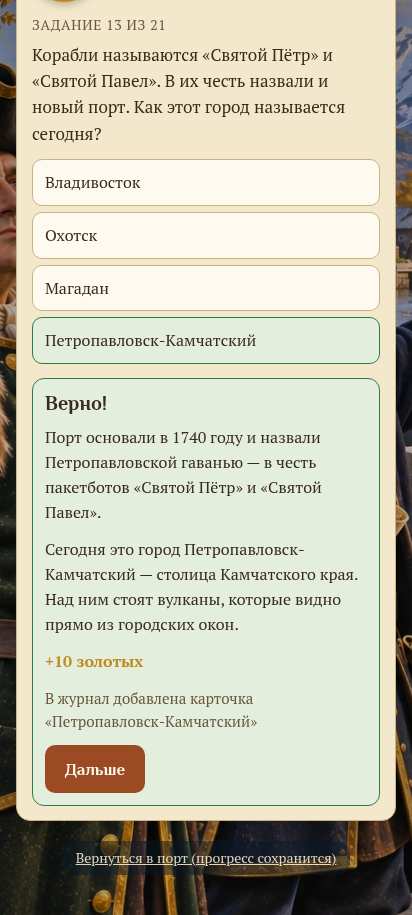 ЗАДАНИЕ 13 ИЗ 21
Корабли называются «Святой Пётр» и
«Святой Павел». В их честь назвали и
новый порт. Как этот город называется
сегодня?
Владивосток
Охотск
Магадан
Петропавловск-Камчатский
Верно!
Порт основали в 1740 году и назвали
Петропавловской гаванью — в честь
пакетботов «Святой Пётр» и «Святой
Павел».
Сегодня это город Петропавловск-
Камчатский — столица Камчатского края.
Над ним стоят вулканы, которые видно
прямо из городских окон.
+10 золотых
В журнал добавлена карточка
«Петропавловск-Камчатский»
Дальше
Вернуться в порт (прогресс сохранится)